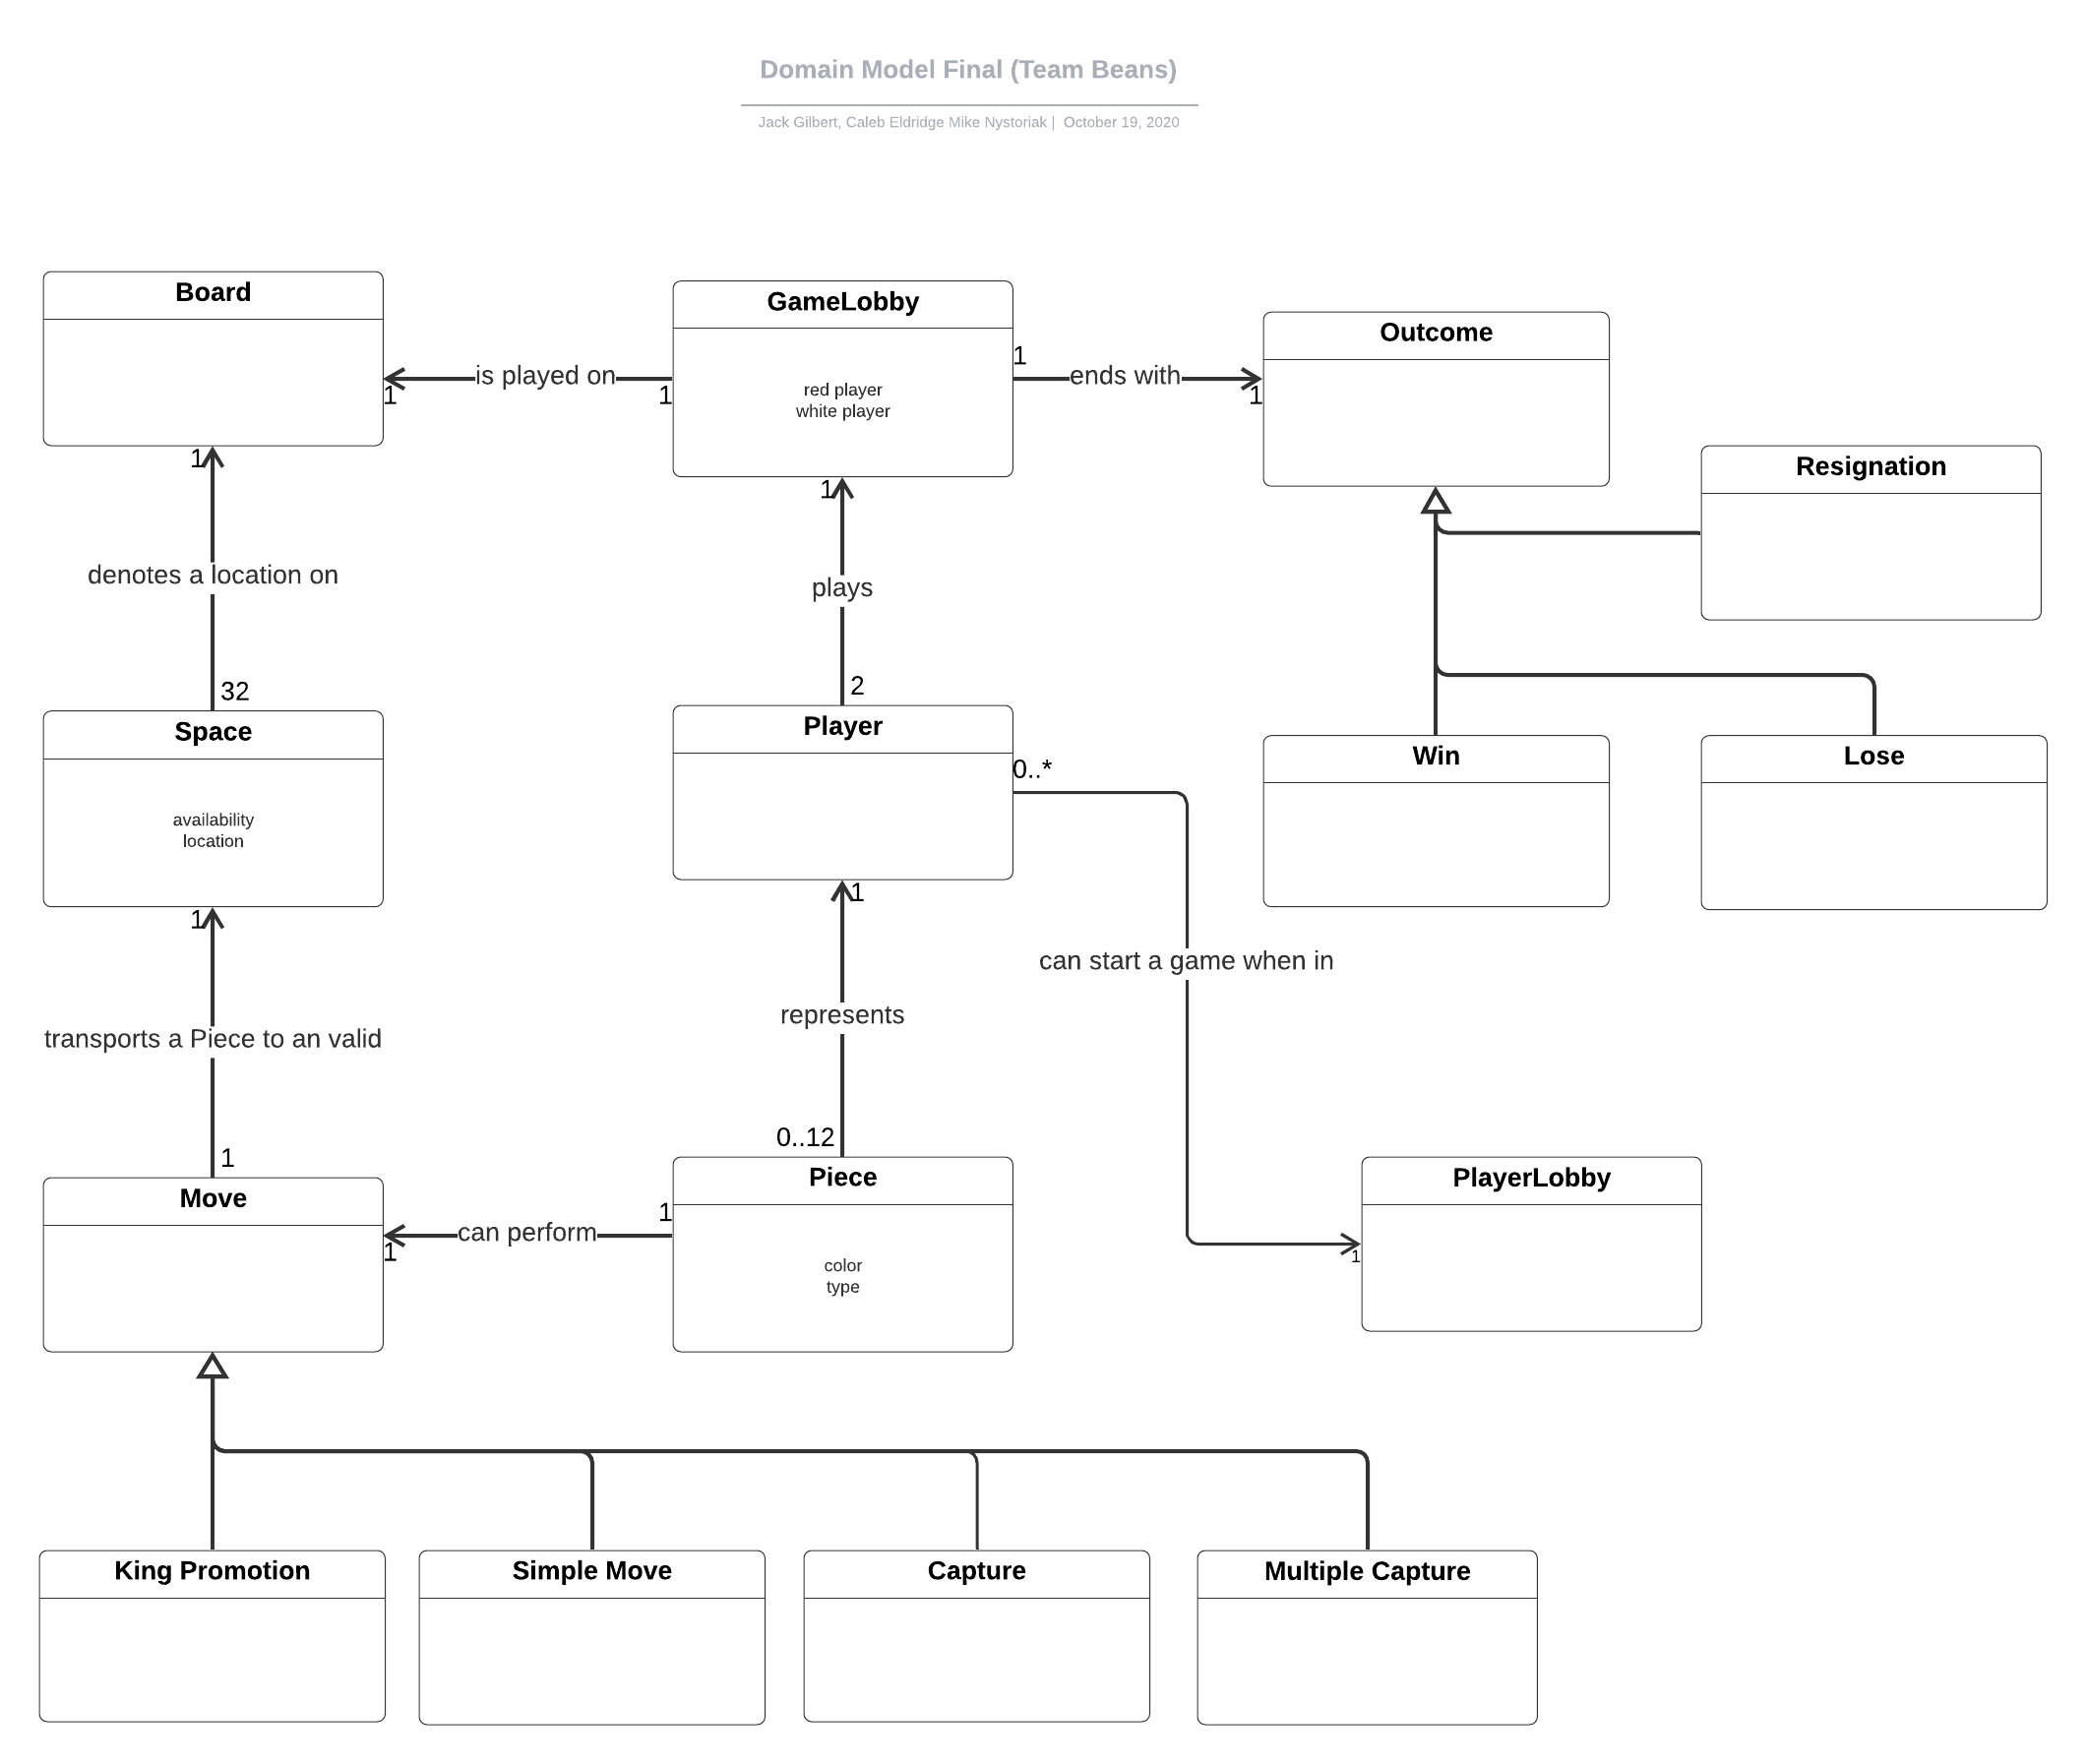 Domain Model Final (Team Beans)
Jack Gilbert, Caleb Eldridge Mike Nystoriak | October 19, 2020
Board
GameLobby
red player
white player
Outcome
1
is played on
1
1
ends with
1
Resignation
1
denotes a location on
32
1
plays
2
Space
availability
location
Player
0..*
Win
Lose
1
transports a Piece to an valid
1
1
represents
0..12
can start a game when in
1
Move
1
can perform
1
Piece
color
type
PlayerLobby
King Promotion
Simple Move
Capture
Multiple Capture